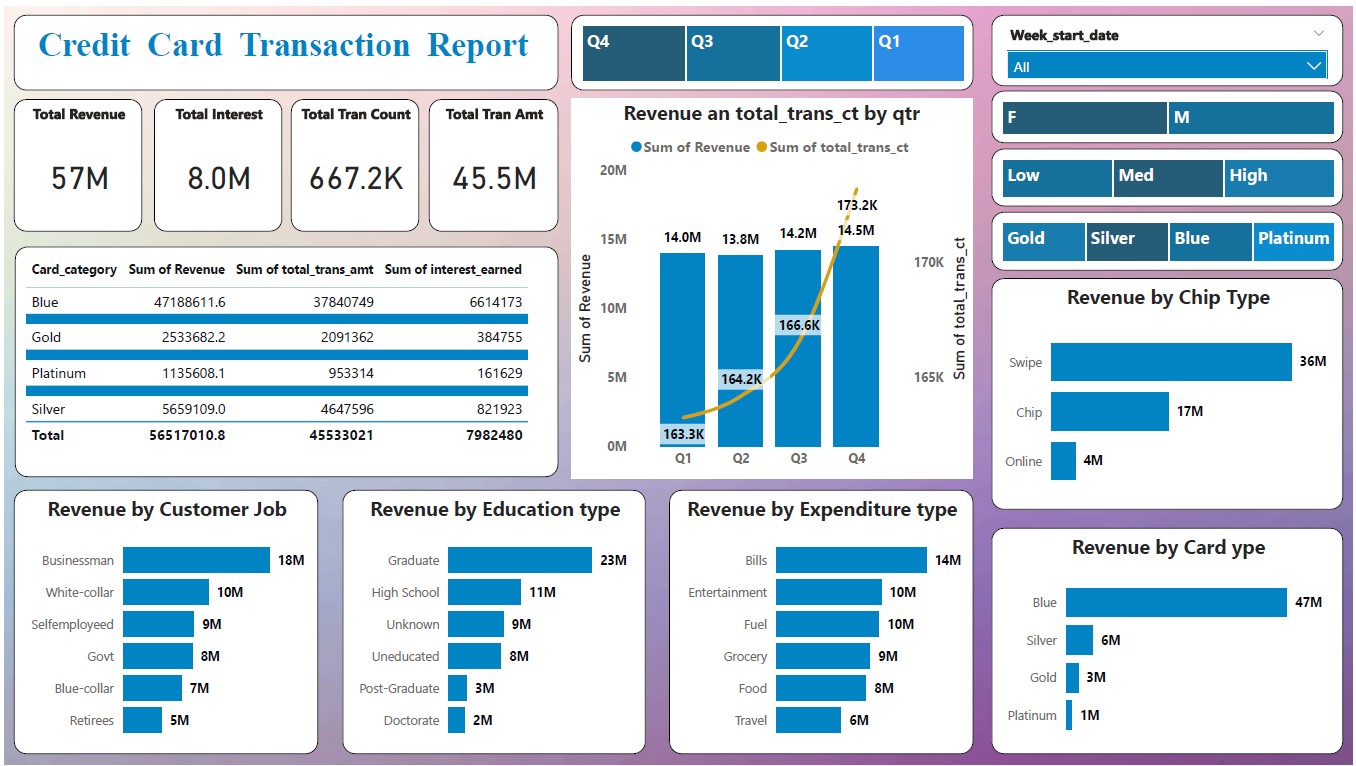 Credit Card Transaction Report
Q4 Q3 Q2 Q1
Week_start_date
All
F M
Low Med High
Gold Silver Blue Platinum
Total Revenue
57M
Total Interest
8.0M
Total Tran Count
667.2K
Total Tran Amt
45.5M
Card_category Sum of Revenue Sum of total_trans_amt Sum of interest_earned
Blue 47188611.6 37840749 6614173
Gold 2533682.2 2091362 384755
Platinum 1135608.1 953314 161629
Silver 5659109.0 4647596 821923
Total 56517010.8 45533021 7982480
Revenue an total_trans_ct by qtr
Sum of Revenue Sum of total_trans_ct
Sum of Revenue
20M
15M
10M
5M
0M
14.0M 13.8M 14.2M 14.5M
163.3K 164.2K 166.6K 173.2K
Q1 Q2 Q3 Q4
170K
165K
Sum of total_trans_ct
Revenue by Chip Type
Swipe 36M
Chip 17M
Online 4M
Revenue by Customer Job
Businessman 18M
White-collar 10M
Selfemployeed 9M
Govt 8M
Blue-collar 7M
Retirees 5M
Revenue by Education type
Graduate 23M
High School 11M
Unknown 9M
Uneducated 8M
Post-Graduate 3M
Doctorate 2M
Revenue by Expenditure type
Bills 14M
Entertainment 10M
Fuel 10M
Grocery 9M
Food 8M
Travel 6M
Revenue by Card ype
Blue 47M
Silver 6M
Gold 3M
Platinum 1M